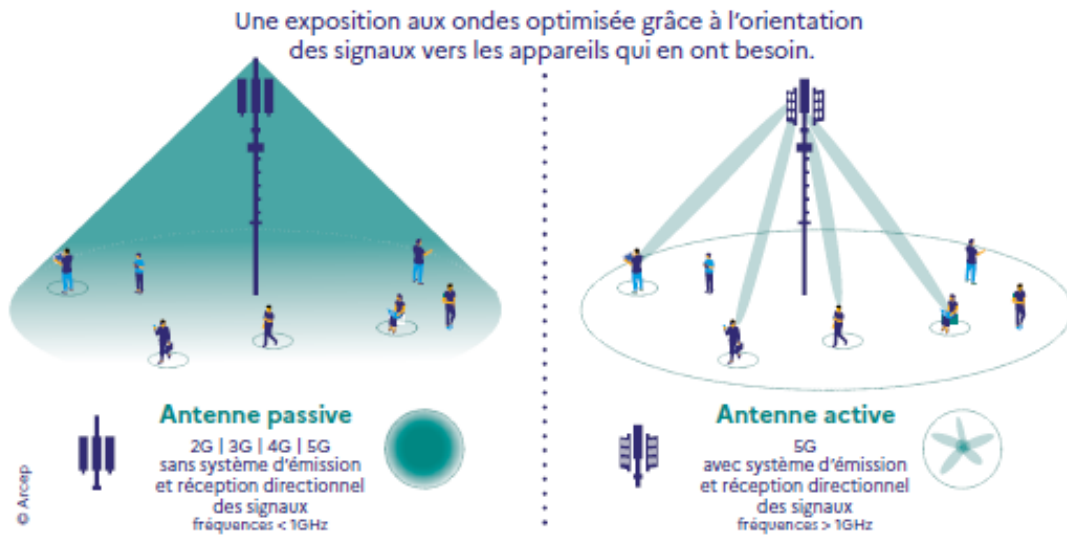 Une exposition aux ondes optimisée grâce à l'orientation
des signaux vers les appareils qui en ont besoin.
Antenne passive
2G | 3G | 4G | 5G
sans système d'émission
et réception directionnel
des signaux
fréquences < 1GHz
Antenne active
5G
avec système d'émission
et réception directionnel
des signaux
fréquences > 1GHz
© Arcep